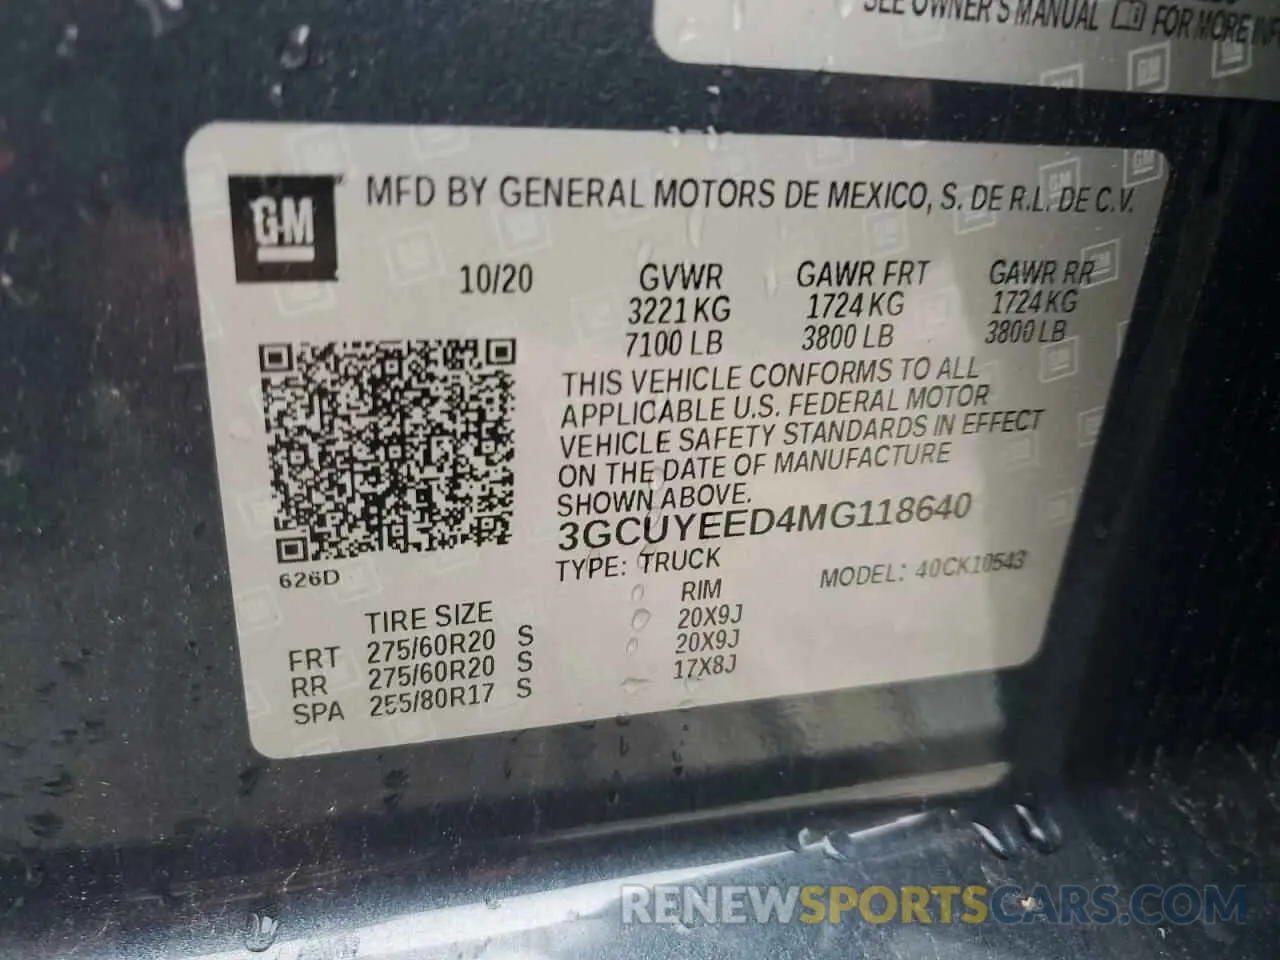 SEE OWNER'S MANUAL FOR MORE
GM
MFD BY GENERAL MOTORS DE MEXICO, S. DE R.L. DE C.V.
10/20 GVWR GAWR FRT GAWR RR
3221 KG 1724 KG 1724 KG
7100 LB 3800 LB 3800 LB
THIS VEHICLE CONFORMS TO ALL
APPLICABLE U.S. FEDERAL MOTOR
VEHICLE SAFETY STANDARDS IN EFFECT
ON THE DATE OF MANUFACTURE
SHOWN ABOVE.
3GCUYEED4MG118640
TYPE: TRUCK MODEL: 40CK10543
626D
TIRE SIZE RIM
FRT 275/60R20 S 20X9J
RR 275/60R20 S 20X9J
SPA 255/80R17 S 17X8J
RENEWSPORTSCARS.COM